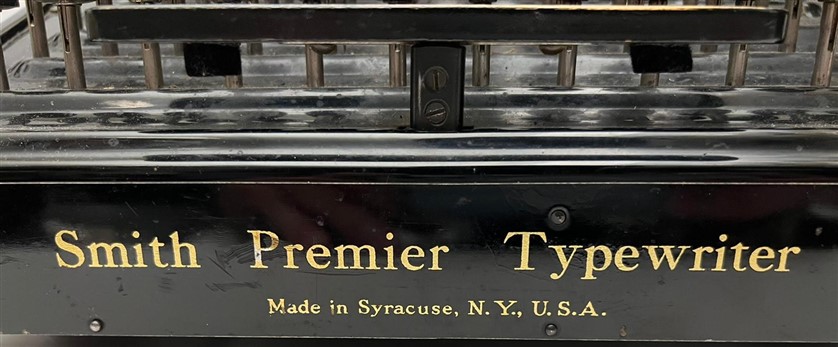 Smith Premier Typewriter
Made in Syracuse, N.Y., U.S.A.